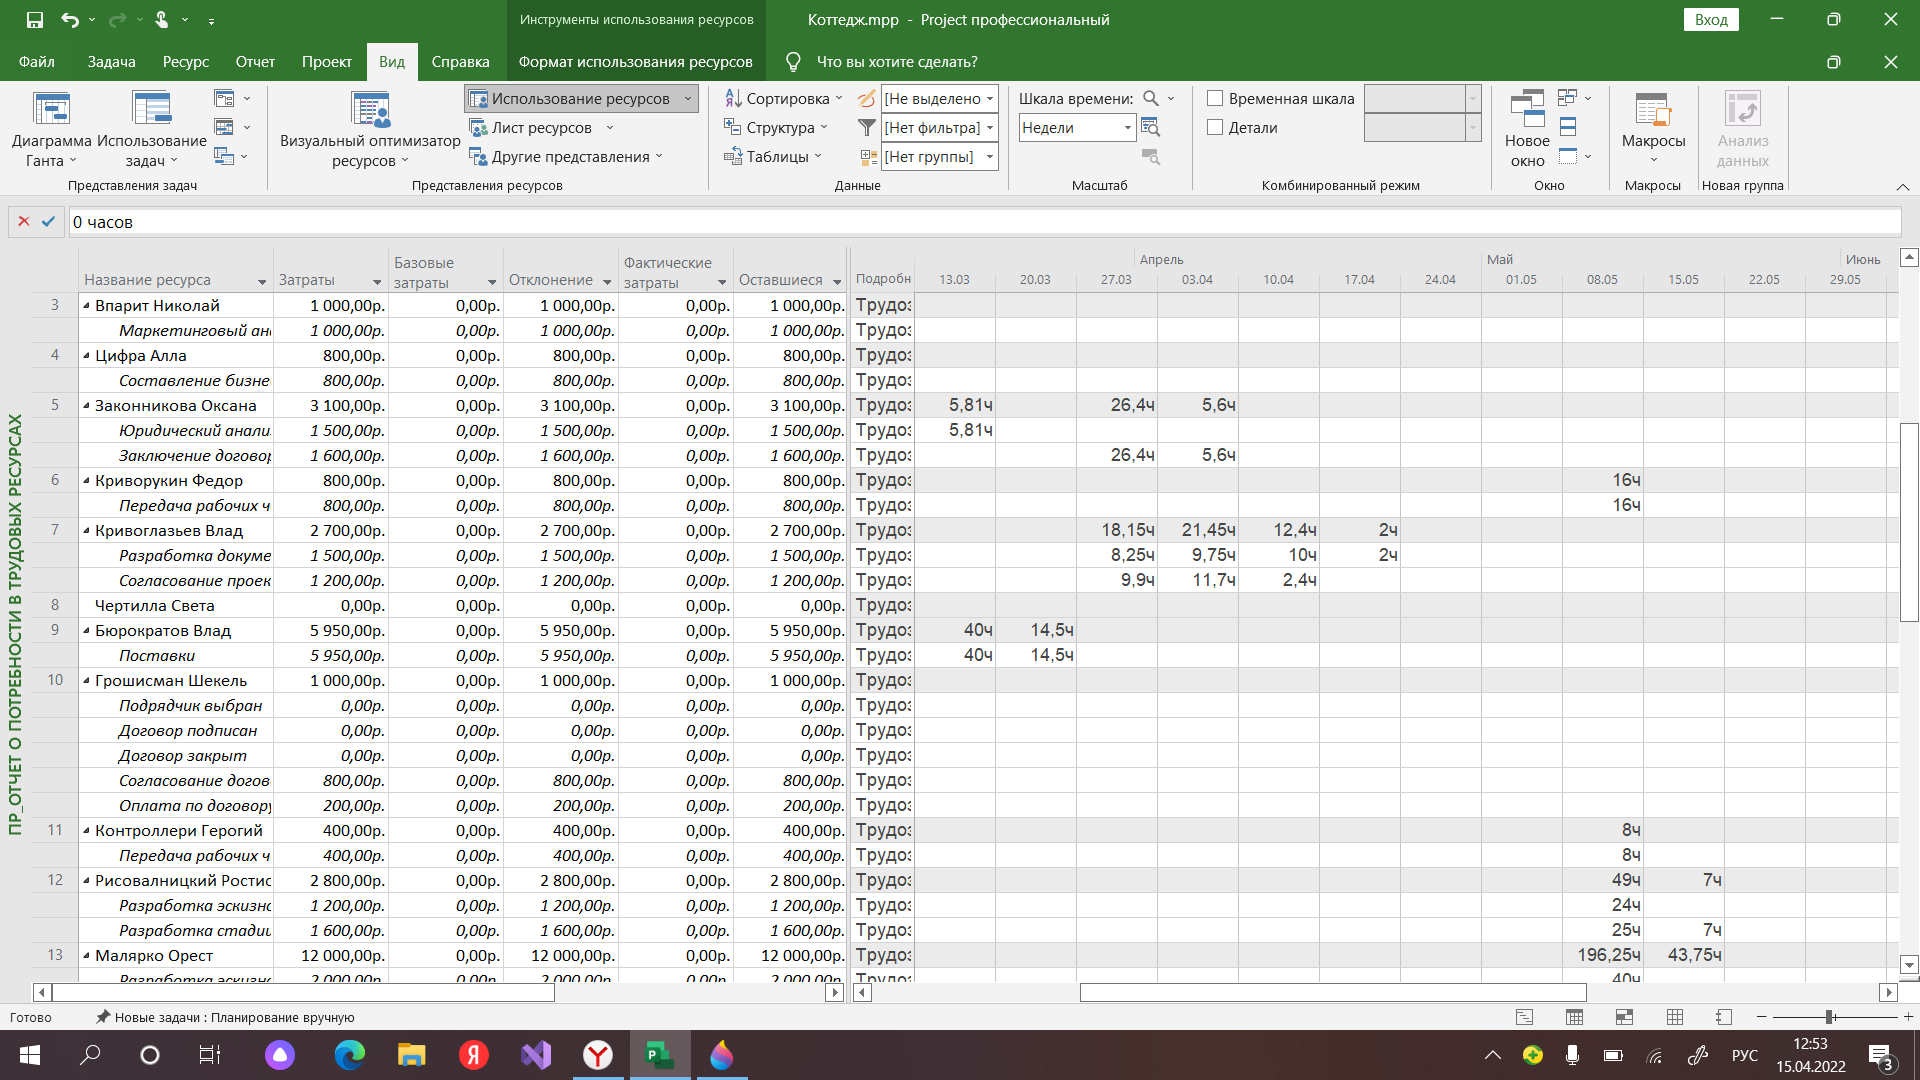 Инструменты использования ресурсов
Коттедж.mpp - Project профессиональный
Вход
Файл Задача Ресурс Отчет Проект Вид Справка Формат использования ресурсов Что вы хотите сделать?
Диаграмма Ганта
Использование задач
Представления задач
Визуальный оптимизатор ресурсов
Использование ресурсов
Лист ресурсов
Другие представления
Представления ресурсов
Сортировка
Структура
Таблицы
[Не выделено
[Нет фильтра]
[Нет группы]
Данные
Шкала времени:
Недели
Масштаб
Временная шкала
Детали
Комбинированный режим
Новое окно
Окно
Макросы
Макросы
Анализ данных
Новая группа
0 часов
ПР_ОТЧЕТ О ПОТРЕБНОСТИ В ТРУДОВЫХ РЕСУРСАХ
Апрель Май Июнь
Название ресурса Затраты Базовые затраты Отклонение Фактические затраты Оставшиеся Подробн 13.03 20.03 27.03 03.04 10.04 17.04 24.04 01.05 08.05 15.05 22.05 29.05
3 Впарит Николай 1 000,00р. 0,00р. 1 000,00р. 0,00р. 1 000,00р. Трудоз
Маркетинговый ана 1 000,00р. 0,00р. 1 000,00р. 0,00р. 1 000,00р. Трудоз
4 Цифра Алла 800,00р. 0,00р. 800,00р. 0,00р. 800,00р. Трудоз
Составление бизне 800,00р. 0,00р. 800,00р. 0,00р. 800,00р. Трудоз
5 Законникова Оксана 3 100,00р. 0,00р. 3 100,00р. 0,00р. 3 100,00р. Трудоз 5,81ч 26,4ч 5,6ч
Юридический анали 1 500,00р. 0,00р. 1 500,00р. 0,00р. 1 500,00р. Трудоз 5,81ч
Заключение договор 1 600,00р. 0,00р. 1 600,00р. 0,00р. 1 600,00р. Трудоз 26,4ч 5,6ч
6 Криворукин Федор 800,00р. 0,00р. 800,00р. 0,00р. 800,00р. Трудоз 16ч
Передача рабочих ч 800,00р. 0,00р. 800,00р. 0,00р. 800,00р. Трудоз 16ч
7 Кривоглазьев Влад 2 700,00р. 0,00р. 2 700,00р. 0,00р. 2 700,00р. Трудоз 18,15ч 21,45ч 12,4ч 2ч
Разработка докуме 1 500,00р. 0,00р. 1 500,00р. 0,00р. 1 500,00р. Трудоз 8,25ч 9,75ч 10ч 2ч
Согласование проек 1 200,00р. 0,00р. 1 200,00р. 0,00р. 1 200,00р. Трудоз 9,9ч 11,7ч 2,4ч
8 Чертилла Света 0,00р. 0,00р. 0,00р. 0,00р. 0,00р. Трудоз
9 Бюрократов Влад 5 950,00р. 0,00р. 5 950,00р. 0,00р. 5 950,00р. Трудоз 40ч 14,5ч
Поставки 5 950,00р. 0,00р. 5 950,00р. 0,00р. 5 950,00р. Трудоз 40ч 14,5ч
10 Грошисман Шекель 1 000,00р. 0,00р. 1 000,00р. 0,00р. 1 000,00р. Трудоз
Подрядчик выбран 0,00р. 0,00р. 0,00р. 0,00р. 0,00р. Трудоз
Договор подписан 0,00р. 0,00р. 0,00р. 0,00р. 0,00р. Трудоз
Договор закрыт 0,00р. 0,00р. 0,00р. 0,00р. 0,00р. Трудоз
Согласование догов 800,00р. 0,00р. 800,00р. 0,00р. 800,00р. Трудоз
Оплата по договору 200,00р. 0,00р. 200,00р. 0,00р. 200,00р. Трудоз
11 Контроллери Герогий 400,00р. 0,00р. 400,00р. 0,00р. 400,00р. Трудоз 8ч
Передача рабочих ч 400,00р. 0,00р. 400,00р. 0,00р. 400,00р. Трудоз 8ч
12 Рисовалницкий Ростис 2 800,00р. 0,00р. 2 800,00р. 0,00р. 2 800,00р. Трудоз 49ч 7ч
Разработка эскизно 1 200,00р. 0,00р. 1 200,00р. 0,00р. 1 200,00р. Трудоз 24ч
Разработка стадии 1 600,00р. 0,00р. 1 600,00р. 0,00р. 1 600,00р. Трудоз 25ч 7ч
13 Малярко Орест 12 000,00р. 0,00р. 12 000,00р. 0,00р. 12 000,00р. Трудоз 196,25ч 43,75ч
Разработка эскизно 2 000,00р. 0,00р. 2 000,00р. 0,00р. 2 000,00р. Трудоз 40ч
Готово Новые задачи : Планирование вручную
РУС
12:53
15.04.2022
3